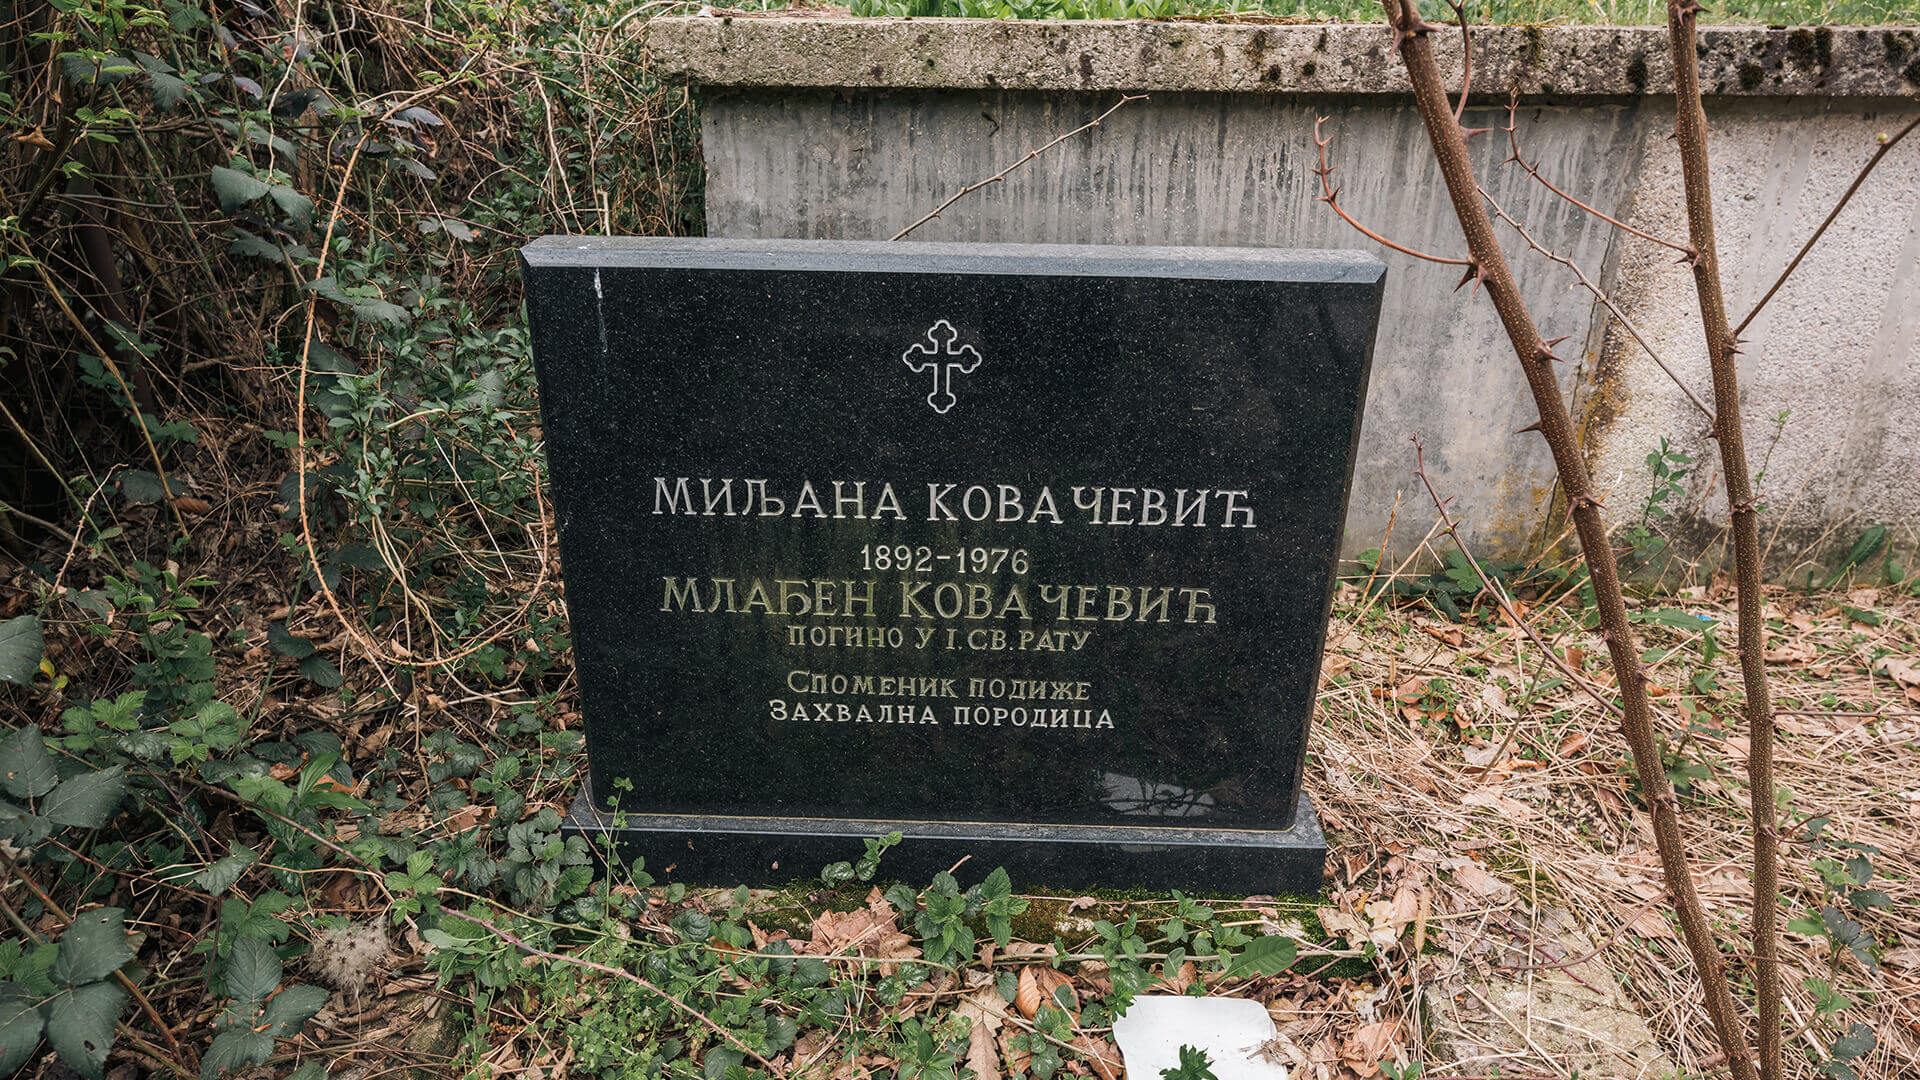 МИЉАНА КОВАЧЕВИЋ
1892-1976
МЛАЂЕН КОВАЧЕВИЋ
ПОГИНО У I. СВ. РАТУ
СПОМЕНИК ПОДИЖЕ
ЗАХВАЛНА ПОРОДИЦА